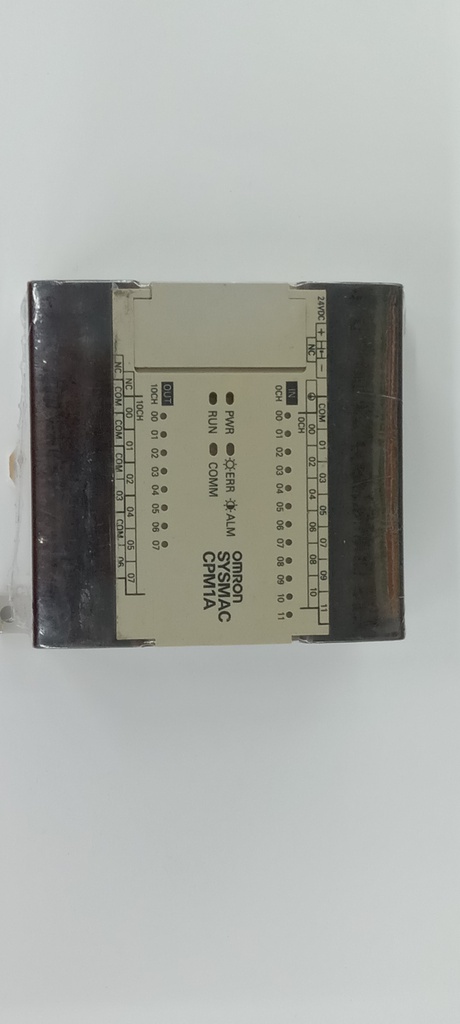 24VDC + - NC COM 01 03 05 07 09 11
NC 00 02 04 06 08 10
0CH
IN
0CH 00 01 02 03 04 05 06 07 08 09 10 11
PWR ERR ALM
RUN COMM
OMRON
SYSMAC
CPM1A
OUT
10CH 00 01 02 03 04 05 06 07
10CH
NC 00 01 02 04 05 07
NC COM COM COM 03 COM 06